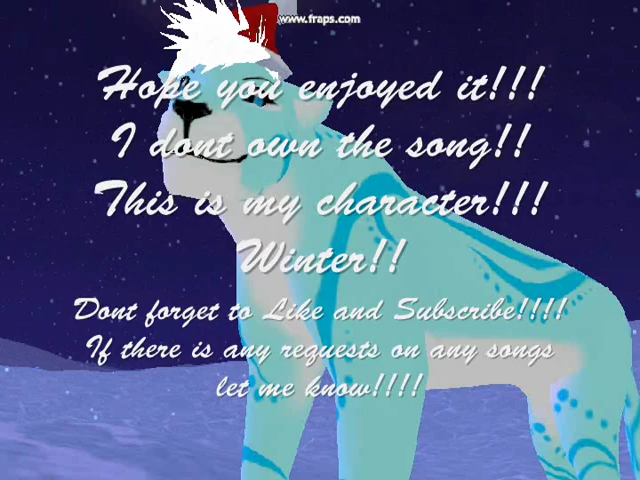 www.fraps.com
Hope you enjoyed it!!!
I dont own the song!!
This is my character!!!
Winter!!
Dont forget to Like and Subscribe!!!!
If there is any requests on any songs
let me know!!!!